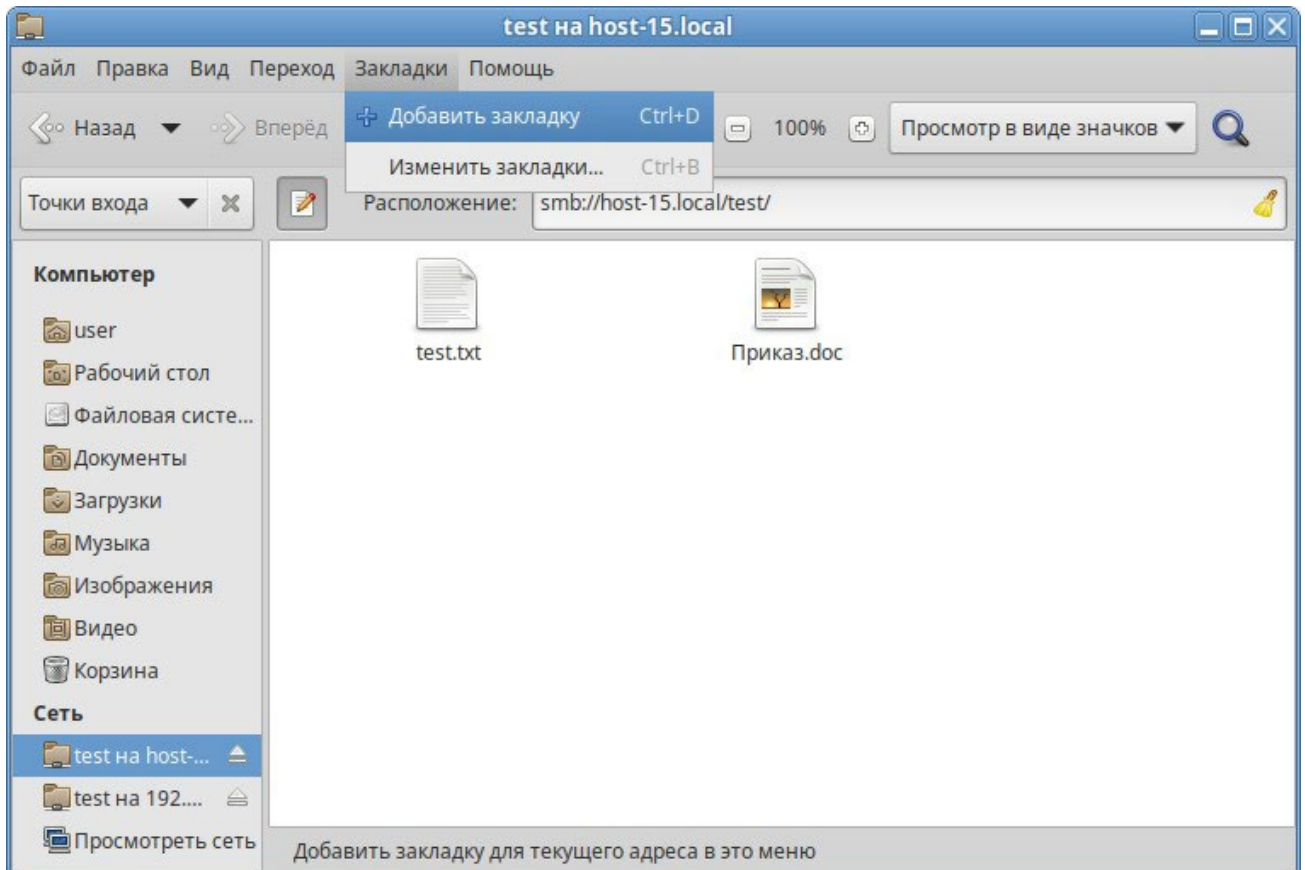 test на host-15.local
Файл Правка Вид Переход Закладки Помощь
Назад Вперёд 100% Просмотр в виде значков
Добавить закладку Ctrl+D
Изменить закладки... Ctrl+B
Точки входа Расположение: smb://host-15.local/test/
Компьютер
user
Рабочий стол
Файловая систе...
Документы
Загрузки
Музыка
Изображения
Видео
Корзина
Сеть
test на host-...
test на 192....
Просмотреть сеть
test.txt Приказ.doc
Добавить закладку для текущего адреса в это меню